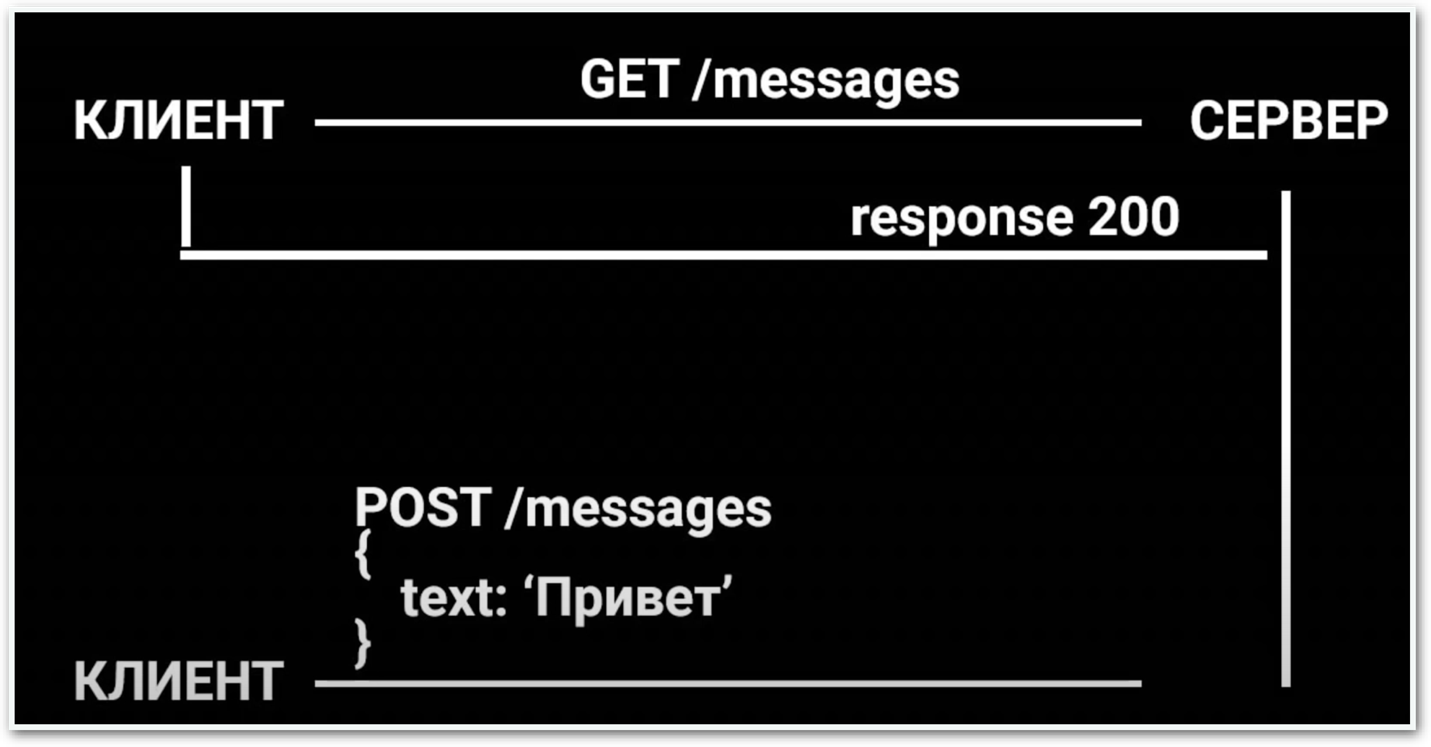 GET /messages
КЛИЕНТ
СЕРВЕР
response 200
POST /messages
{
text: ‘Привет’
}
КЛИЕНТ